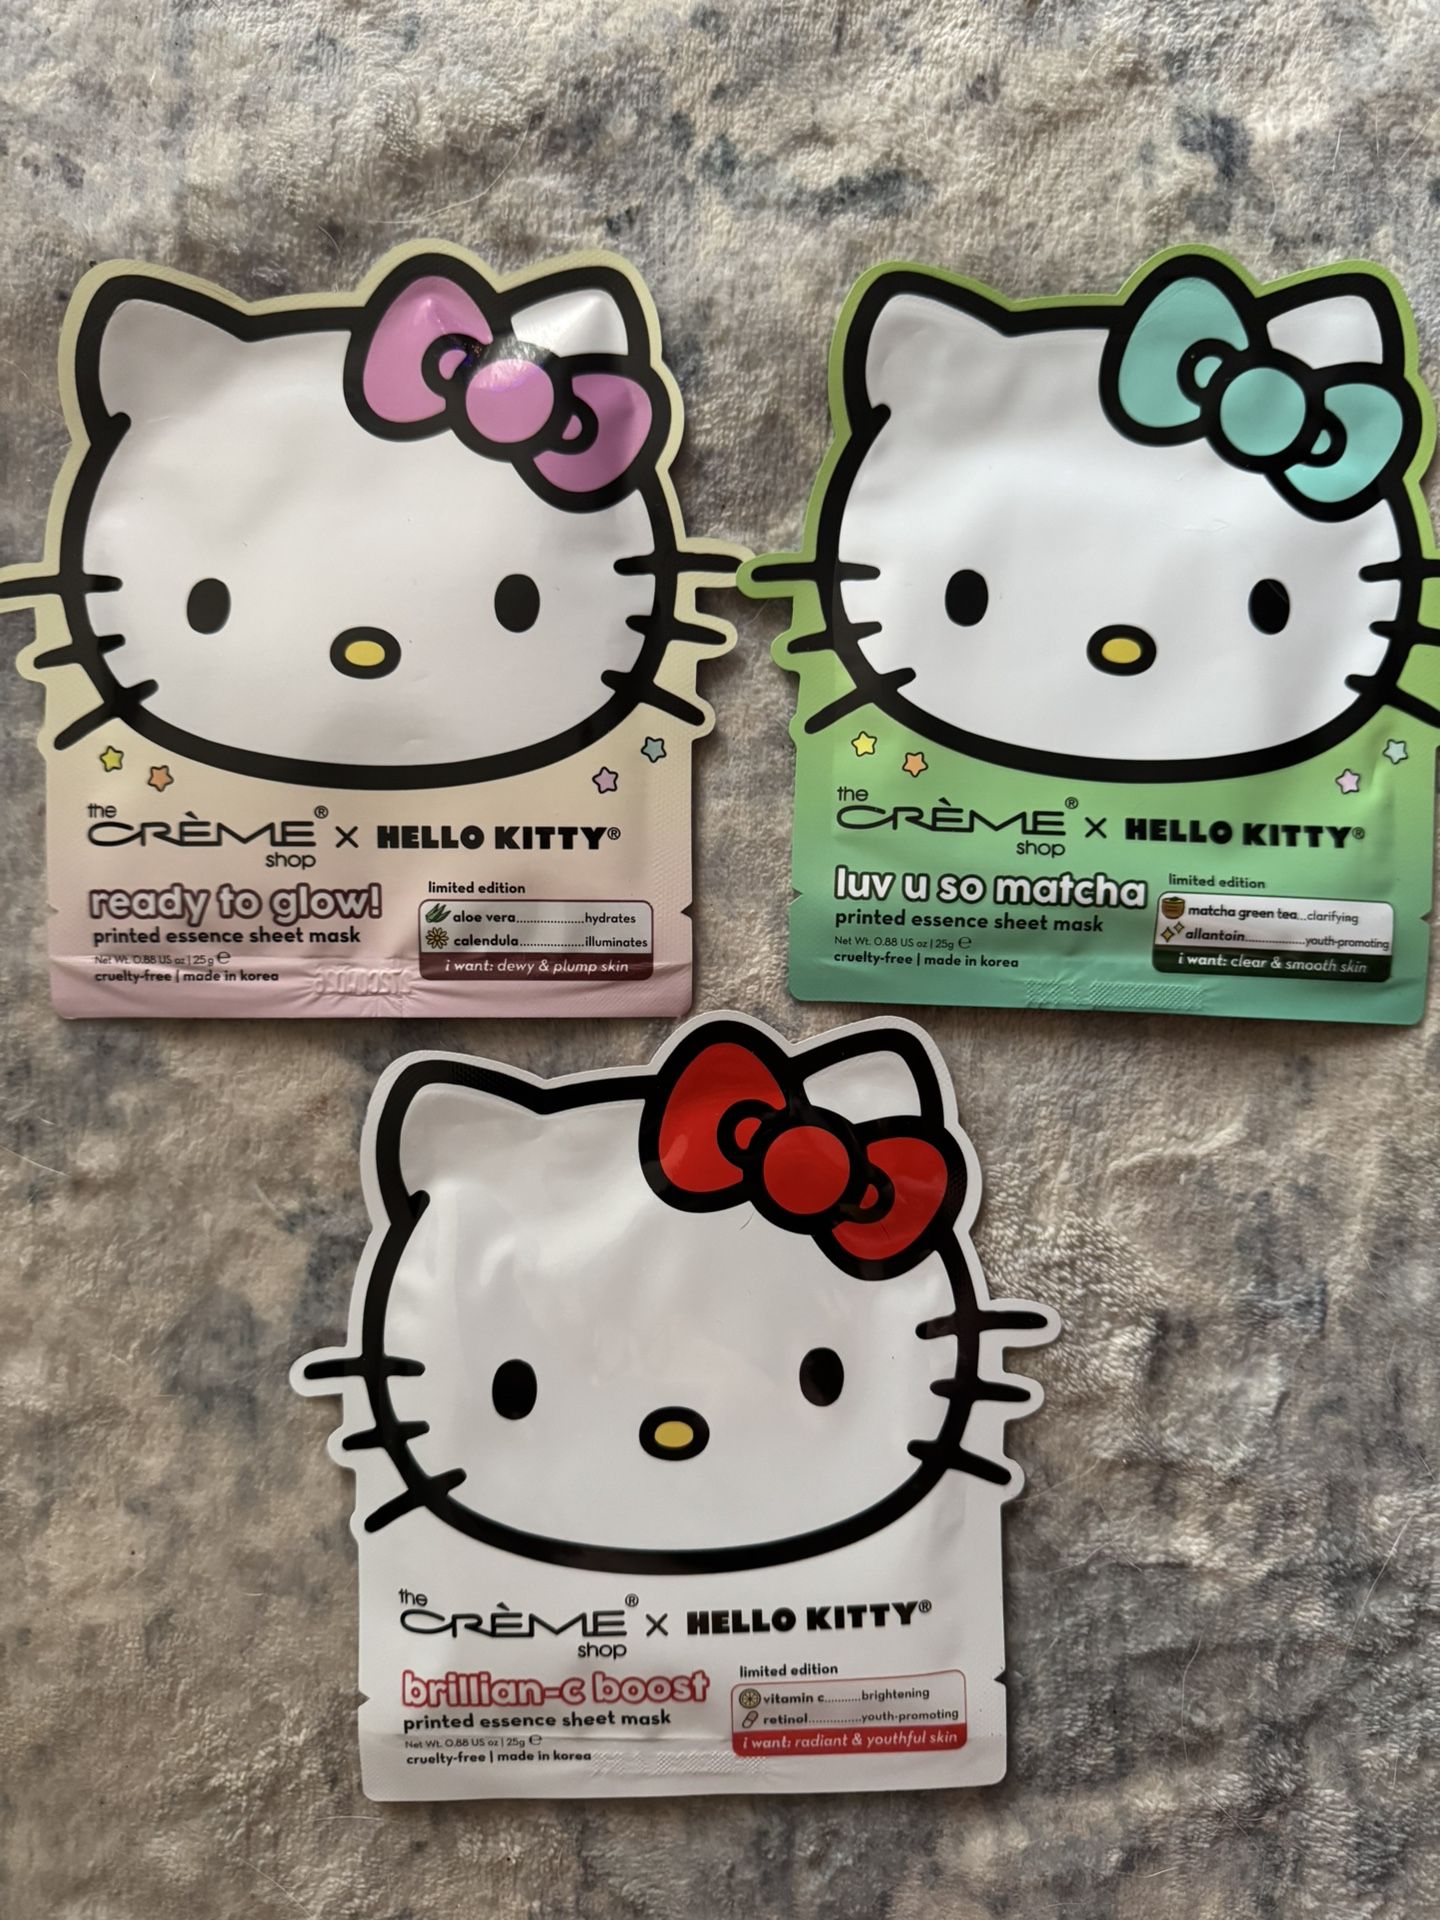 the
CRÈME® x HELLO KITTY®
shop
ready to glow!
printed essence sheet mask
Net Wt. 0.88 US oz | 25g ℮
cruelty-free | made in korea
limited edition
aloe vera..................hydrates
calendula.................illuminates
i want: dewy & plump skin
the
CRÈME® x HELLO KITTY®
shop
luv u so matcha
printed essence sheet mask
Net Wt. 0.88 US oz | 25g ℮
cruelty-free | made in korea
limited edition
matcha green tea...clarifying
allantoin..................youth-promoting
i want: clear & smooth skin
the
CRÈME® x HELLO KITTY®
shop
brillian-c boost
printed essence sheet mask
Net Wt. 0.88 US oz | 25g ℮
cruelty-free | made in korea
limited edition
vitamin c...........brightening
retinol...............youth-promoting
i want: radiant & youthful skin